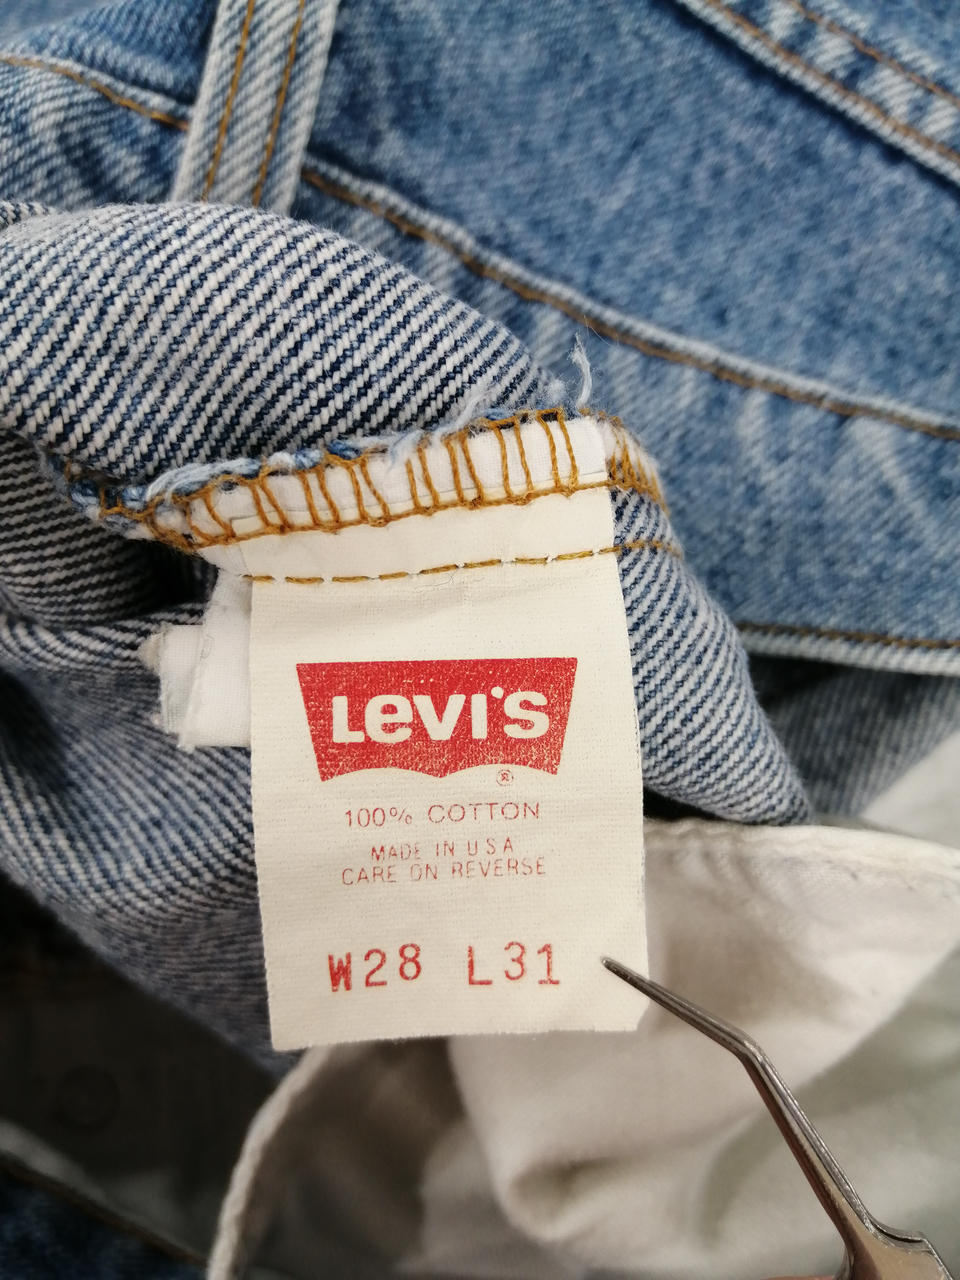 LEVI'S
®
100% COTTON
MADE IN USA
CARE ON REVERSE
W28 L31